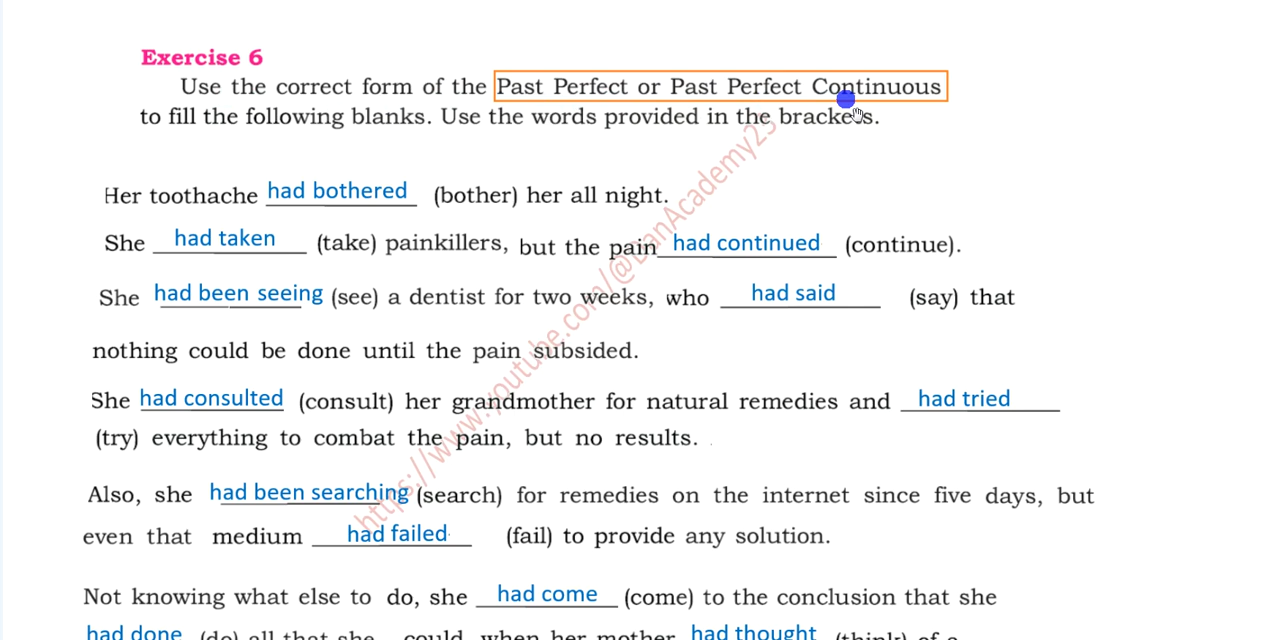 Exercise 6
Use the correct form of the Past Perfect or Past Perfect Continuous
to fill the following blanks. Use the words provided in the brackets.
Her toothache had bothered (bother) her all night.
She had taken (take) painkillers, but the pain had continued (continue).
She had been seeing (see) a dentist for two weeks, who had said (say) that
nothing could be done until the pain subsided.
She had consulted (consult) her grandmother for natural remedies and had tried
(try) everything to combat the pain, but no results.
Also, she had been searching (search) for remedies on the internet since five days, but
even that medium had failed (fail) to provide any solution.
Not knowing what else to do, she had come (come) to the conclusion that she
had done (do) all that she could, when her mother had thought (think) of a
https://www.youtube.com/@LanAcademy23